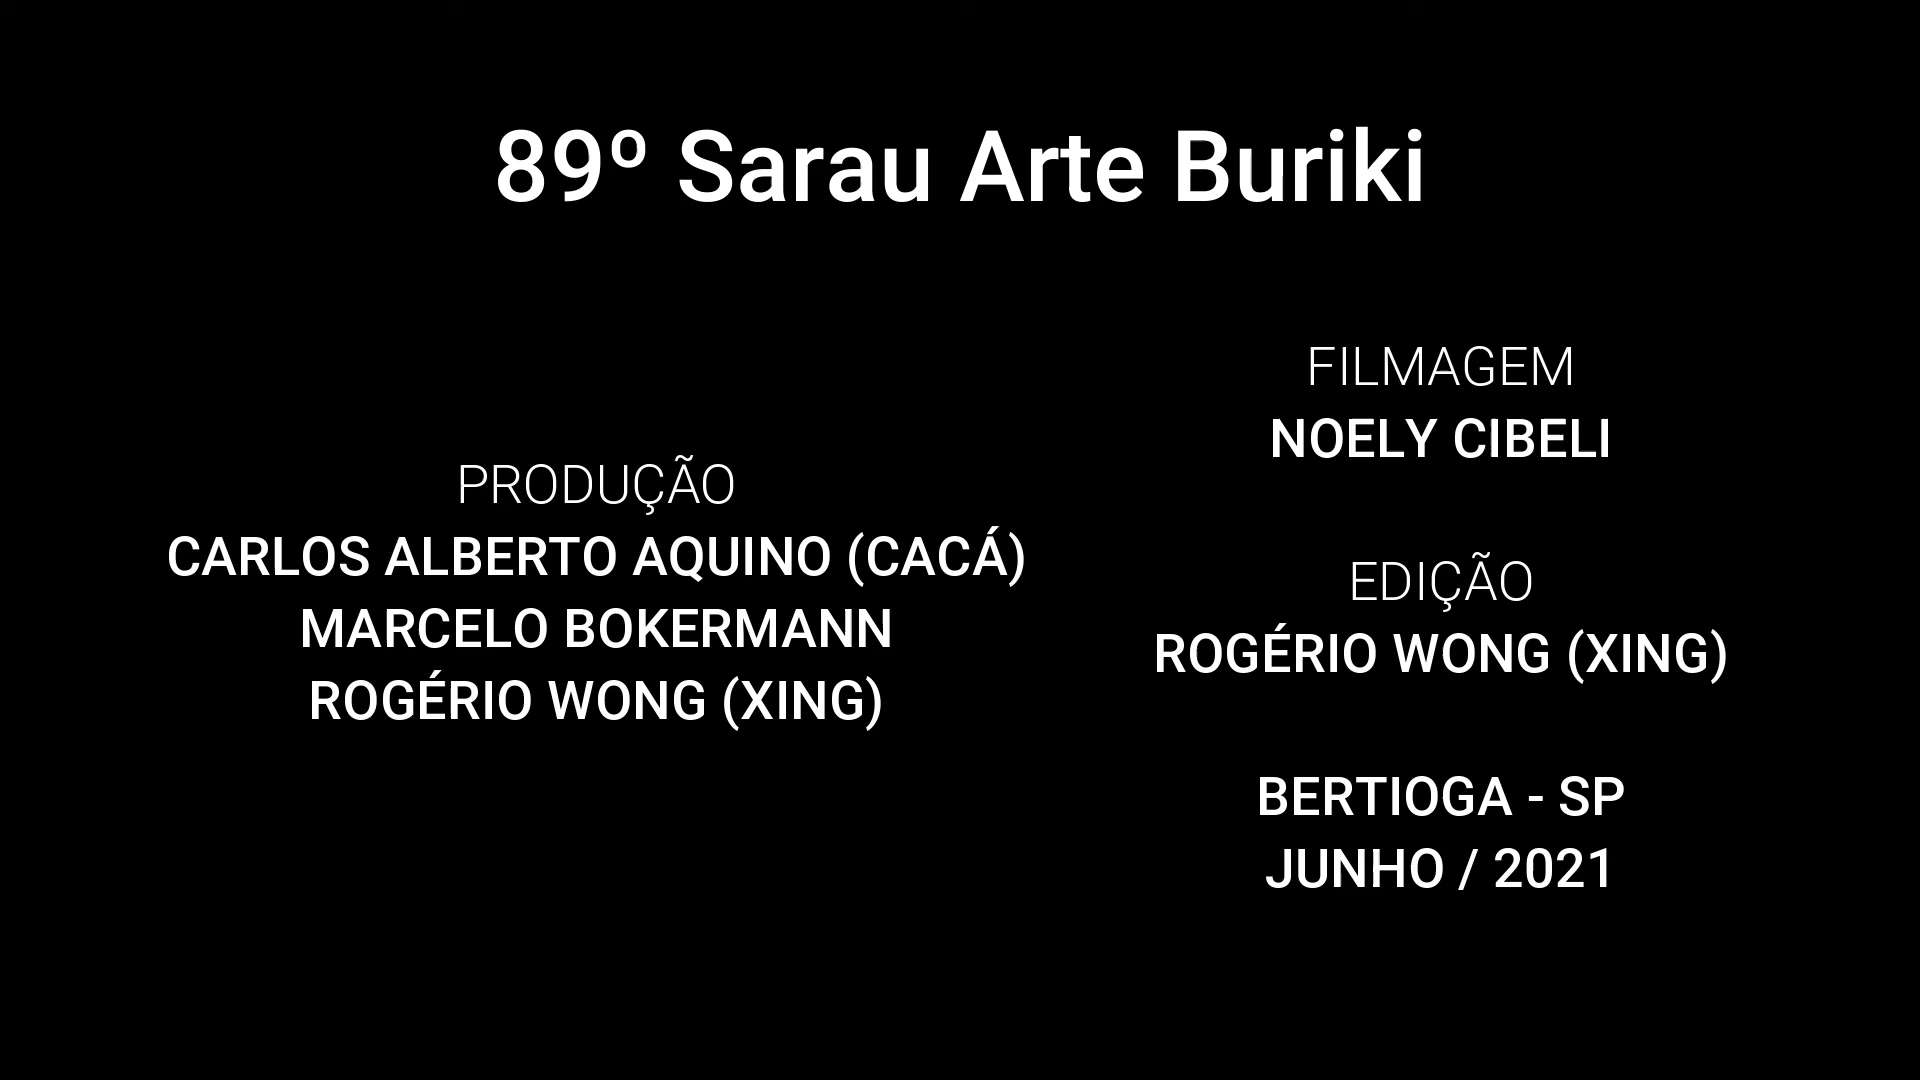 89º Sarau Arte Buriki
PRODUÇÃO
CARLOS ALBERTO AQUINO (CACÁ)
MARCELO BOKERMANN
ROGÉRIO WONG (XING)
FILMAGEM
NOELY CIBELI
EDIÇÃO
ROGÉRIO WONG (XING)
BERTIOGA - SP
JUNHO / 2021